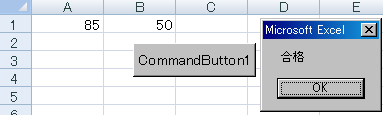 A B C D E
1 85 50
2
3
4
5
6
CommandButton1
Microsoft Excel
合格
OK